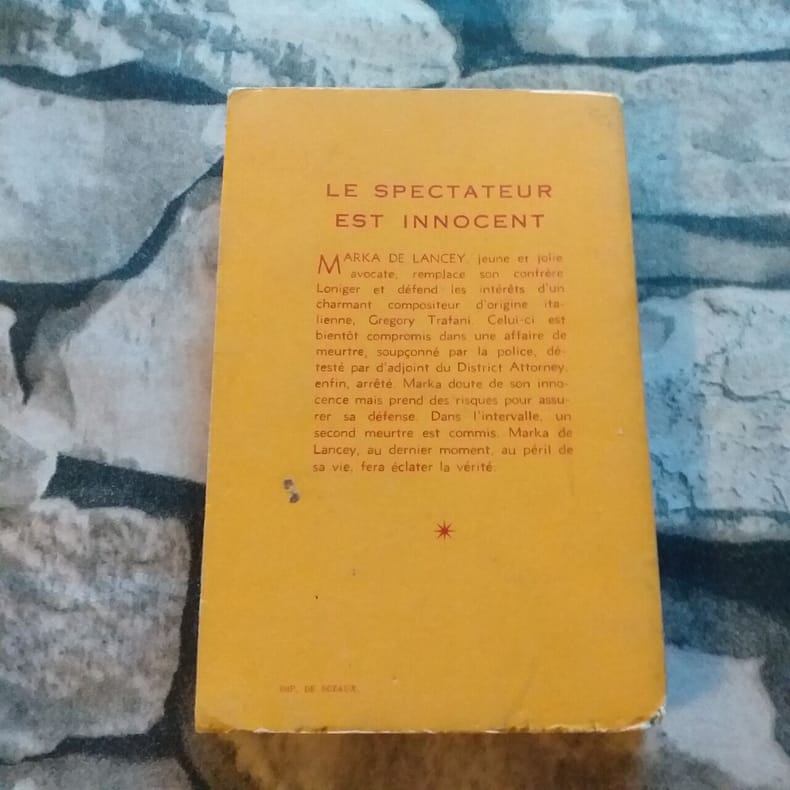 LE SPECTATEUR
EST INNOCENT
MARKA DE LANCEY, jeune et jolie
avocate, remplace son confrère
Loniger et défend les intérêts d'un
charmant compositeur d'origine ita-
lienne, Gregory Trafani. Celui-ci est
bientôt compromis dans une affaire de
meurtre, soupçonné par la police, dé-
testé par d'adjoint du District Attorney,
enfin, arrêté. Marka doute de son inno-
cence mais prend des risques pour assu-
rer sa défense. Dans l'intervalle, un
second meurtre est commis. Marka de
Lancey, au dernier moment, au péril de
sa vie, fera éclater la vérité.
IMP. DE SCEAUX.